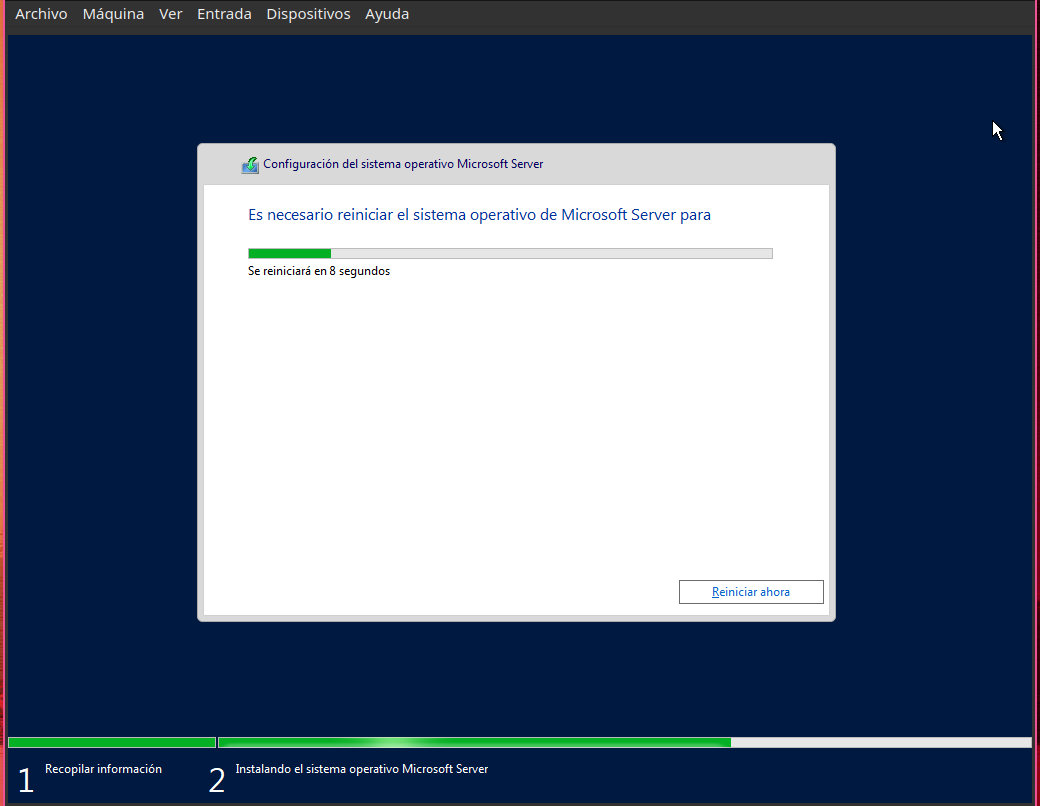 Archivo Máquina Ver Entrada Dispositivos Ayuda
Configuración del sistema operativo Microsoft Server
Es necesario reiniciar el sistema operativo de Microsoft Server para
Se reiniciará en 8 segundos
Reiniciar ahora
1 Recopilar información 2 Instalando el sistema operativo Microsoft Server